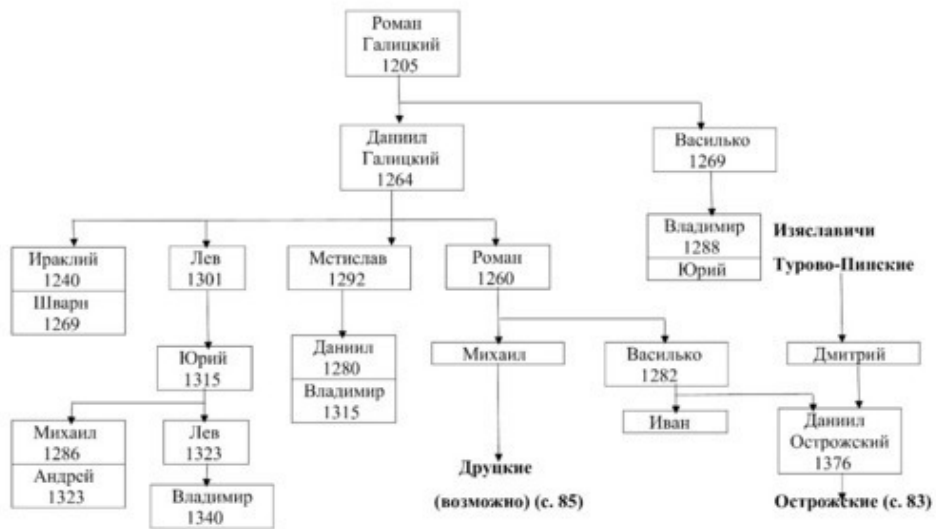 Роман
Галицкий
1205
Даниил
Галицкий
1264
Василько
1269
Владимир
1288
Юрий
Изяславичи
Турово-Пинские
Ираклий
1240
Шварн
1269
Лев
1301
Мстислав
1292
Роман
1260
Юрий
1315
Даниил
1280
Владимир
1315
Михаил
Василько
1282
Дмитрий
Михаил
1286
Андрей
1323
Лев
1323
Владимир
1340
Иван
Даниил
Острожский
1376
Друцкие
(возможно) (с. 85)
Острожские (с. 83)